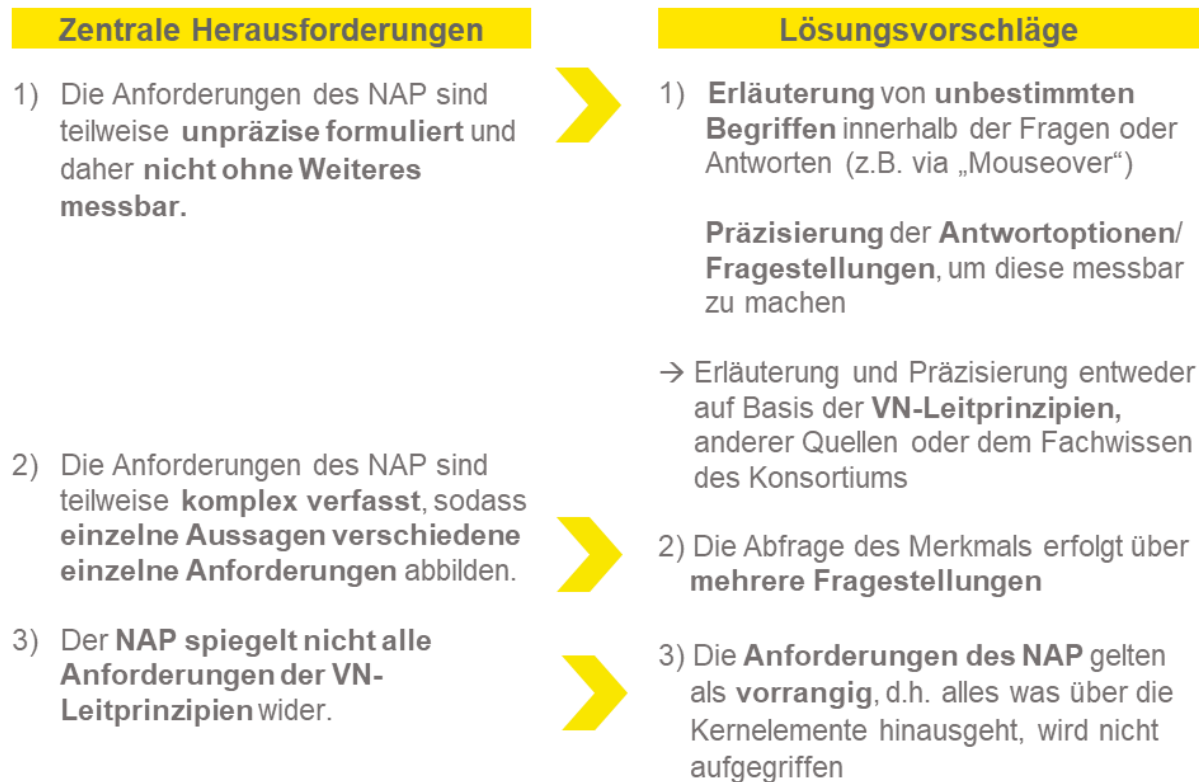 Zentrale Herausforderungen
1) Die Anforderungen des NAP sind
teilweise unpräzise formuliert und
daher nicht ohne Weiteres
messbar.
2) Die Anforderungen des NAP sind
teilweise komplex verfasst, sodass
einzelne Aussagen verschiedene
einzelne Anforderungen abbilden.
3) Der NAP spiegelt nicht alle
Anforderungen der VN-
Leitprinzipien wider.
Lösungsvorschläge
1) Erläuterung von unbestimmten
Begriffen innerhalb der Fragen oder
Antworten (z.B. via „Mouseover“)
Präzisierung der Antwortoptionen/
Fragestellungen, um diese messbar
zu machen
→ Erläuterung und Präzisierung entweder
auf Basis der VN-Leitprinzipien,
anderer Quellen oder dem Fachwissen
des Konsortiums
2) Die Abfrage des Merkmals erfolgt über
mehrere Fragestellungen
3) Die Anforderungen des NAP gelten
als vorrangig, d.h. alles was über die
Kernelemente hinausgeht, wird nicht
aufgegriffen